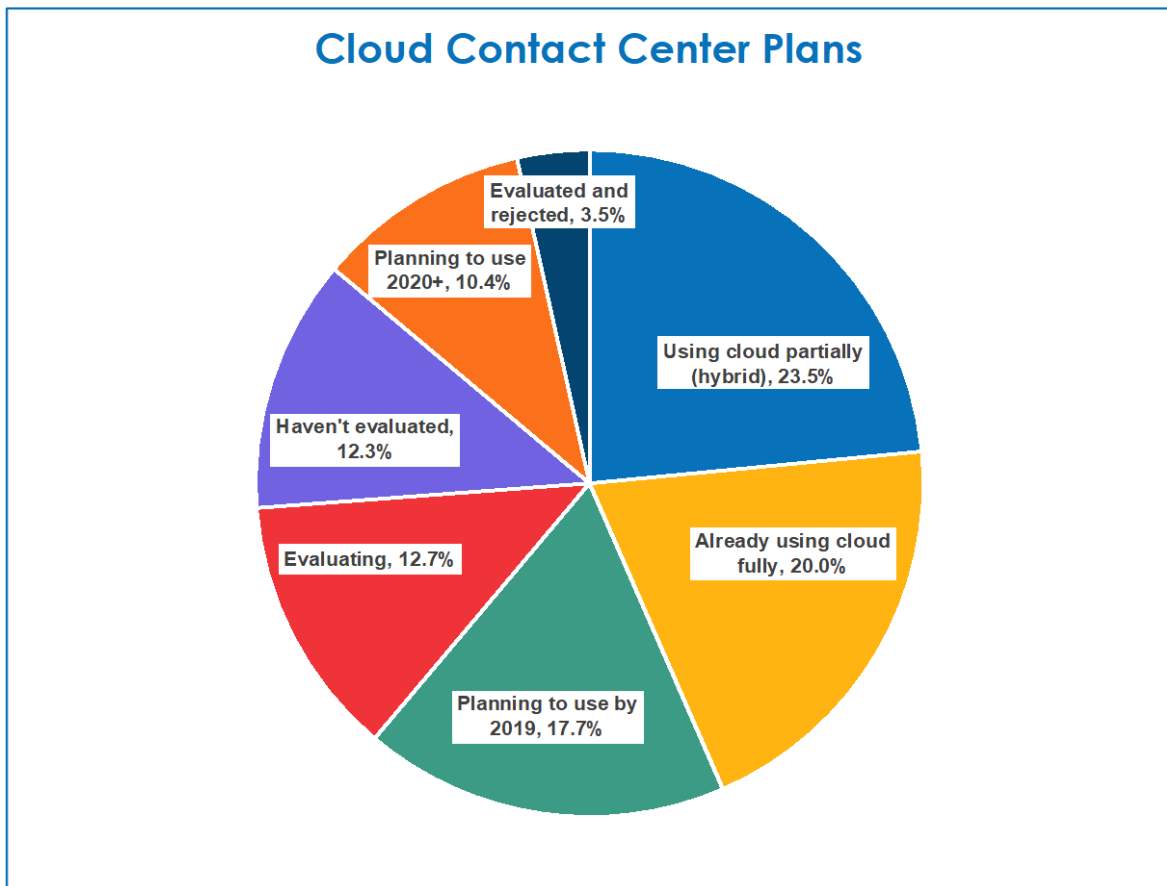 Cloud Contact Center Plans
Evaluated and
rejected, 3.5%
Planning to use
2020+, 10.4%
Using cloud partially
(hybrid), 23.5%
Haven't evaluated,
12.3%
Already using cloud
fully, 20.0%
Evaluating, 12.7%
Planning to use by
2019, 17.7%